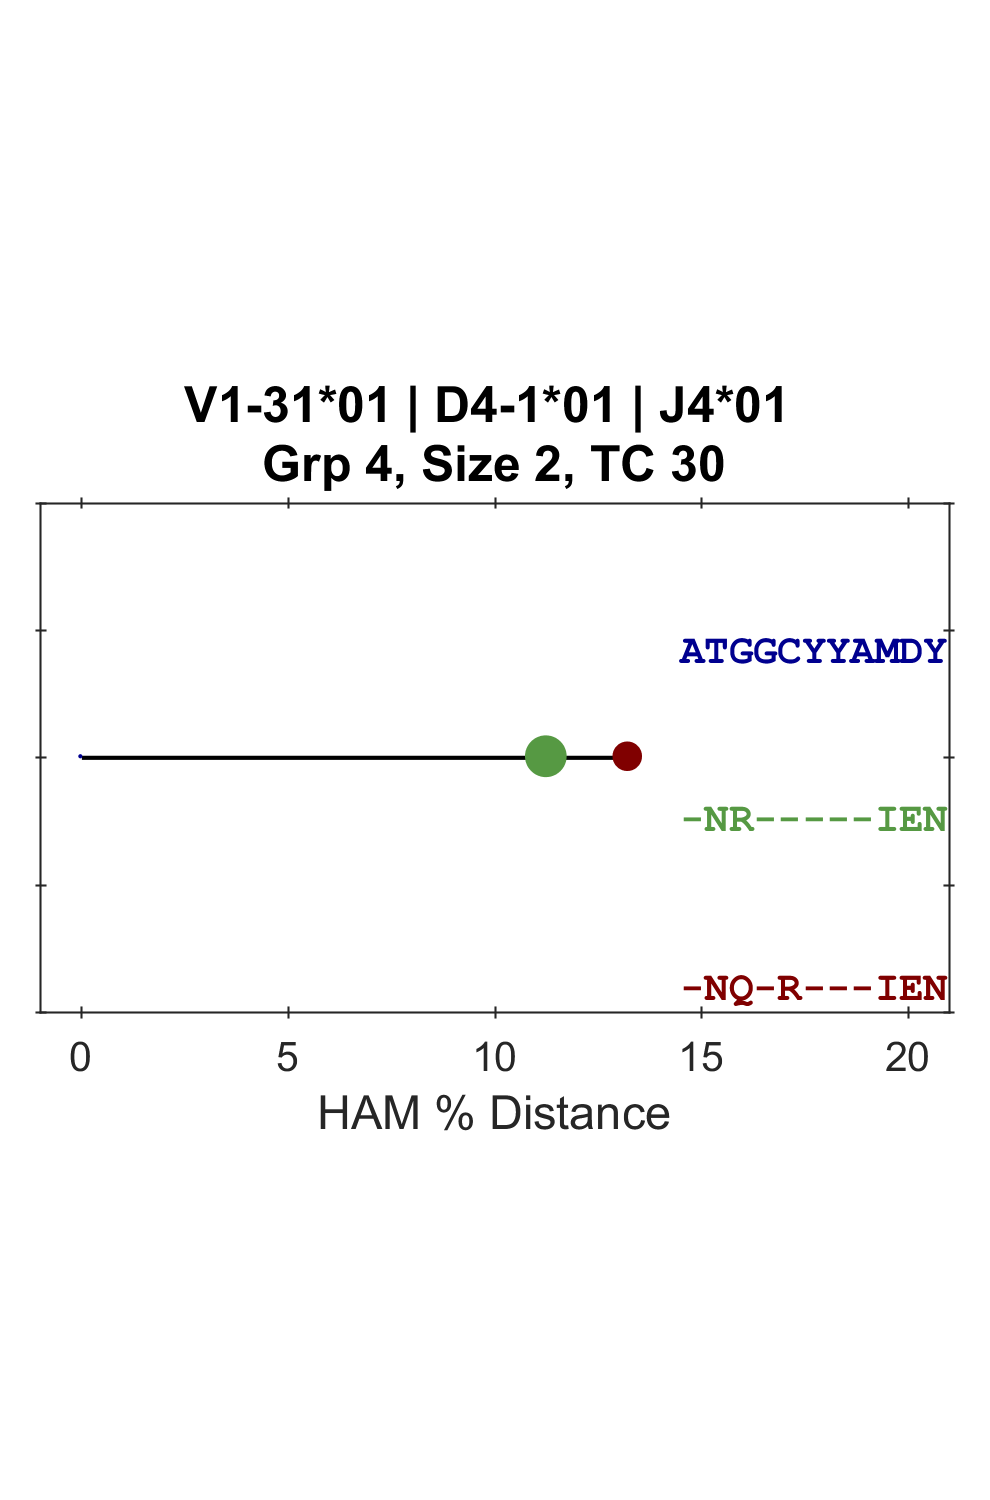 V1-31*01 | D4-1*01 | J4*01
Grp 4, Size 2, TC 30
ATGGCYYAMDY
-NR-----IEN
-NQ-R---IEN
0 5 10 15 20
HAM % Distance